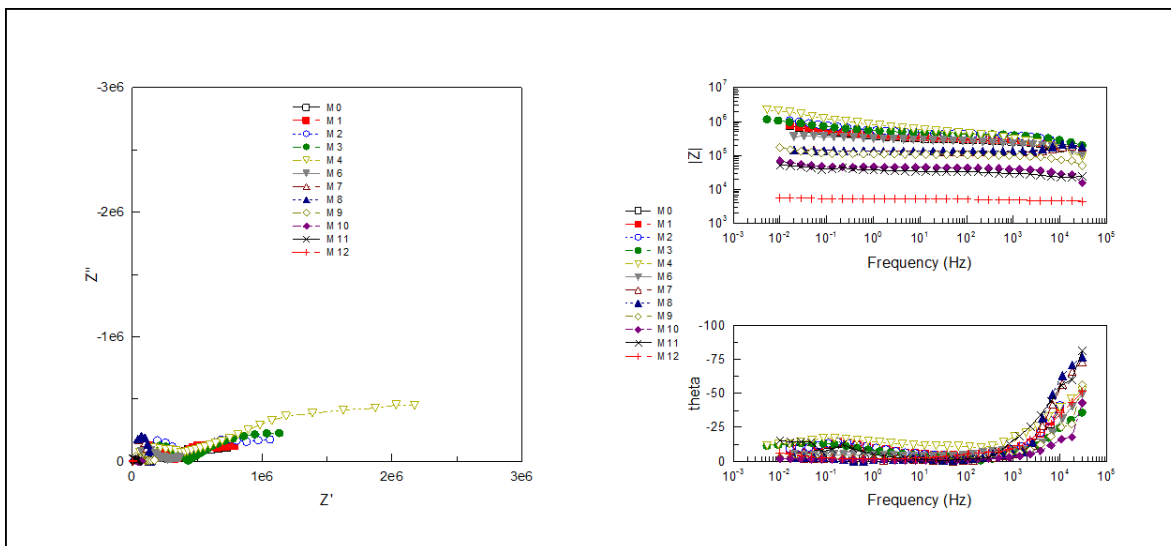 -3e6
-2e6
-1e6
0
Z''
0
1e6
2e6
3e6
Z'
M 0
M 1
M 2
M 3
M 4
M 6
M 7
M 8
M 9
M 10
M 11
M 12
10^7
10^6
10^5
10^4
10^3
|Z|
10^-3
10^-2
10^-1
10^0
10^1
10^2
10^3
10^4
10^5
Frequency (Hz)
M 0
M 1
M 2
M 3
M 4
M 6
M 7
M 8
M 9
M 10
M 11
M 12
-100
-75
-50
-25
0
theta
10^-3
10^-2
10^-1
10^0
10^1
10^2
10^3
10^4
10^5
Frequency (Hz)